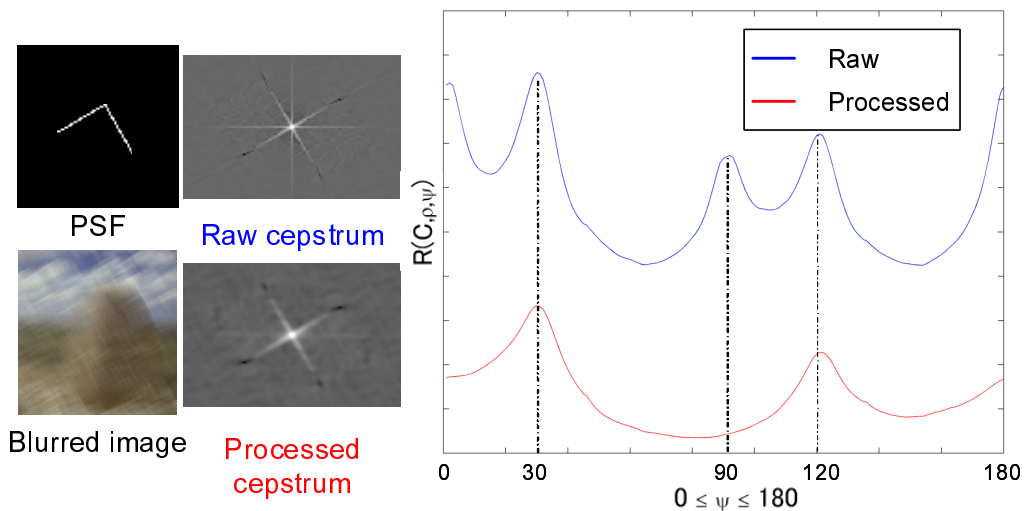 PSF
Raw cepstrum
Blurred image
Processed
cepstrum
R(C,ρ,ψ)
Raw
Processed
0 30 90 120 180
0 ≤ ψ ≤ 180